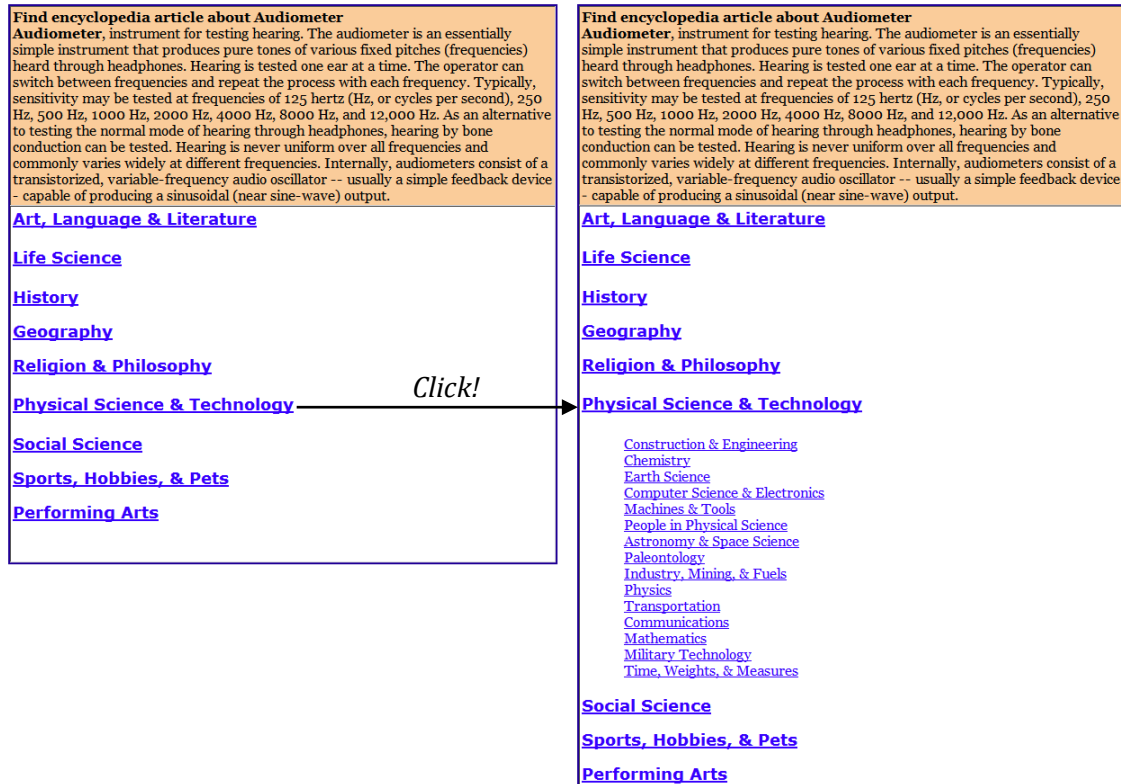 Find encyclopedia article about Audiometer
Audiometer, instrument for testing hearing. The audiometer is an essentially
simple instrument that produces pure tones of various fixed pitches (frequencies)
heard through headphones. Hearing is tested one ear at a time. The operator can
switch between frequencies and repeat the process with each frequency. Typically,
sensitivity may be tested at frequencies of 125 hertz (Hz, or cycles per second), 250
Hz, 500 Hz, 1000 Hz, 2000 Hz, 4000 Hz, 8000 Hz, and 12,000 Hz. As an alternative
to testing the normal mode of hearing through headphones, hearing by bone
conduction can be tested. Hearing is never uniform over all frequencies and
commonly varies widely at different frequencies. Internally, audiometers consist of a
transistorized, variable-frequency audio oscillator -- usually a simple feedback device
- capable of producing a sinusoidal (near sine-wave) output.
Art, Language & Literature
Life Science
History
Geography
Religion & Philosophy
Physical Science & Technology
Social Science
Sports, Hobbies, & Pets
Performing Arts
Click!
Find encyclopedia article about Audiometer
Audiometer, instrument for testing hearing. The audiometer is an essentially
simple instrument that produces pure tones of various fixed pitches (frequencies)
heard through headphones. Hearing is tested one ear at a time. The operator can
switch between frequencies and repeat the process with each frequency. Typically,
sensitivity may be tested at frequencies of 125 hertz (Hz, or cycles per second), 250
Hz, 500 Hz, 1000 Hz, 2000 Hz, 4000 Hz, 8000 Hz, and 12,000 Hz. As an alternative
to testing the normal mode of hearing through headphones, hearing by bone
conduction can be tested. Hearing is never uniform over all frequencies and
commonly varies widely at different frequencies. Internally, audiometers consist of a
transistorized, variable-frequency audio oscillator -- usually a simple feedback device
- capable of producing a sinusoidal (near sine-wave) output.
Art, Language & Literature
Life Science
History
Geography
Religion & Philosophy
Physical Science & Technology
Construction & Engineering
Chemistry
Earth Science
Computer Science & Electronics
Machines & Tools
People in Physical Science
Astronomy & Space Science
Paleontology
Industry, Mining, & Fuels
Physics
Transportation
Communications
Mathematics
Military Technology
Time, Weights, & Measures
Social Science
Sports, Hobbies, & Pets
Performing Arts